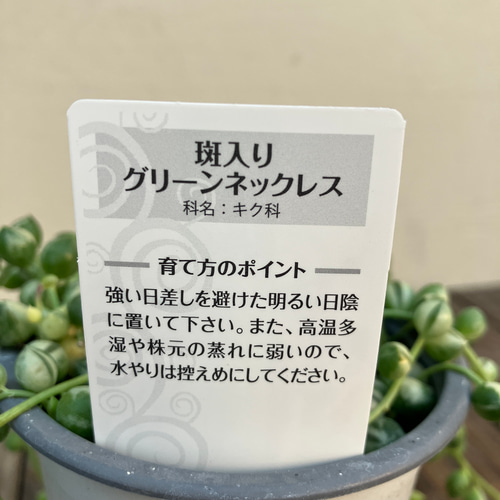 斑入り
グリーンネックレス
科名：キク科
育て方のポイント
強い日差しを避けた明るい日陰
に置いて下さい。また、高温多
湿や株元の蒸れに弱いので、
水やりは控えめにしてください。